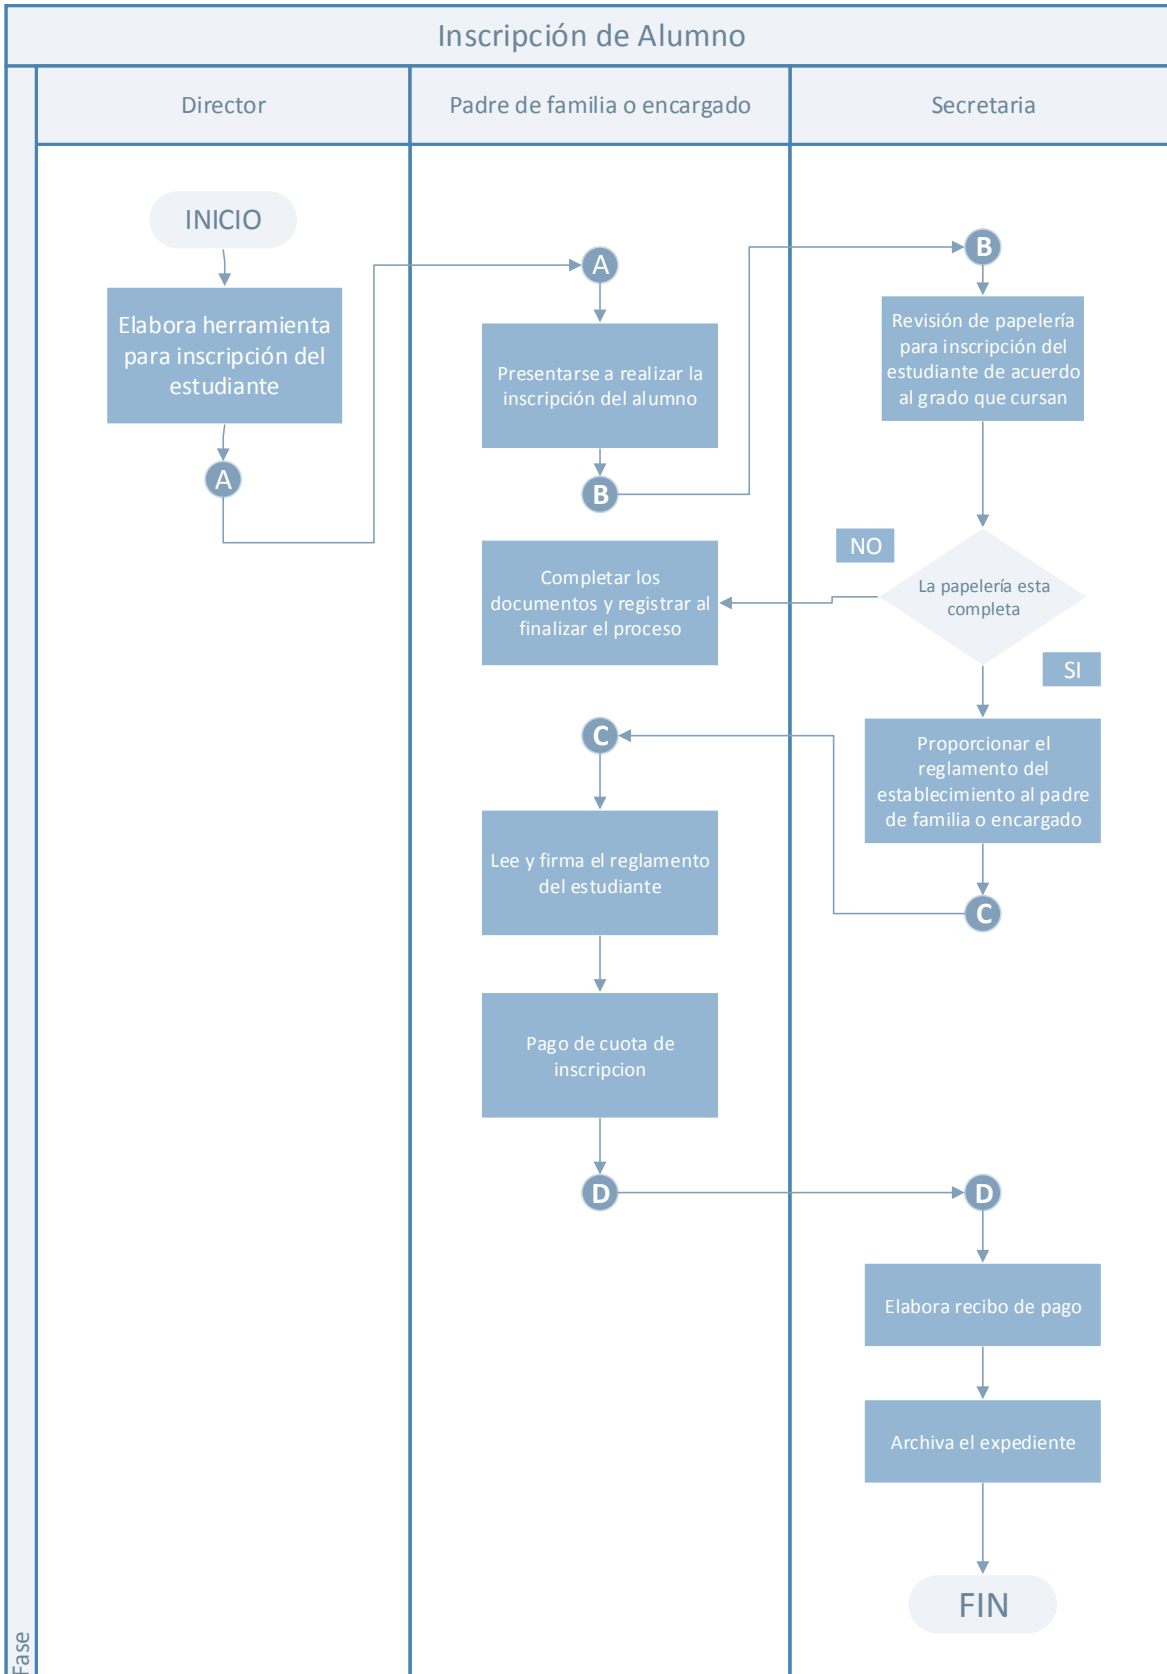 Inscripción de Alumno
Director
Padre de familia o encargado
Secretaria
INICIO
Elabora herramienta
para inscripción del
estudiante
A
A
Presentarse a realizar la
inscripción del alumno
B
B
Revisión de papelería
para inscripción del
estudiante de acuerdo
al grado que cursan
NO
La papelería esta
completa
SI
Completar los
documentos y registrar al
finalizar el proceso
Proporcionar el
reglamento del
establecimiento al padre
de familia o encargado
C
C
Lee y firma el reglamento
del estudiante
Pago de cuota de
inscripcion
D
D
Elabora recibo de pago
Archiva el expediente
FIN
Fase